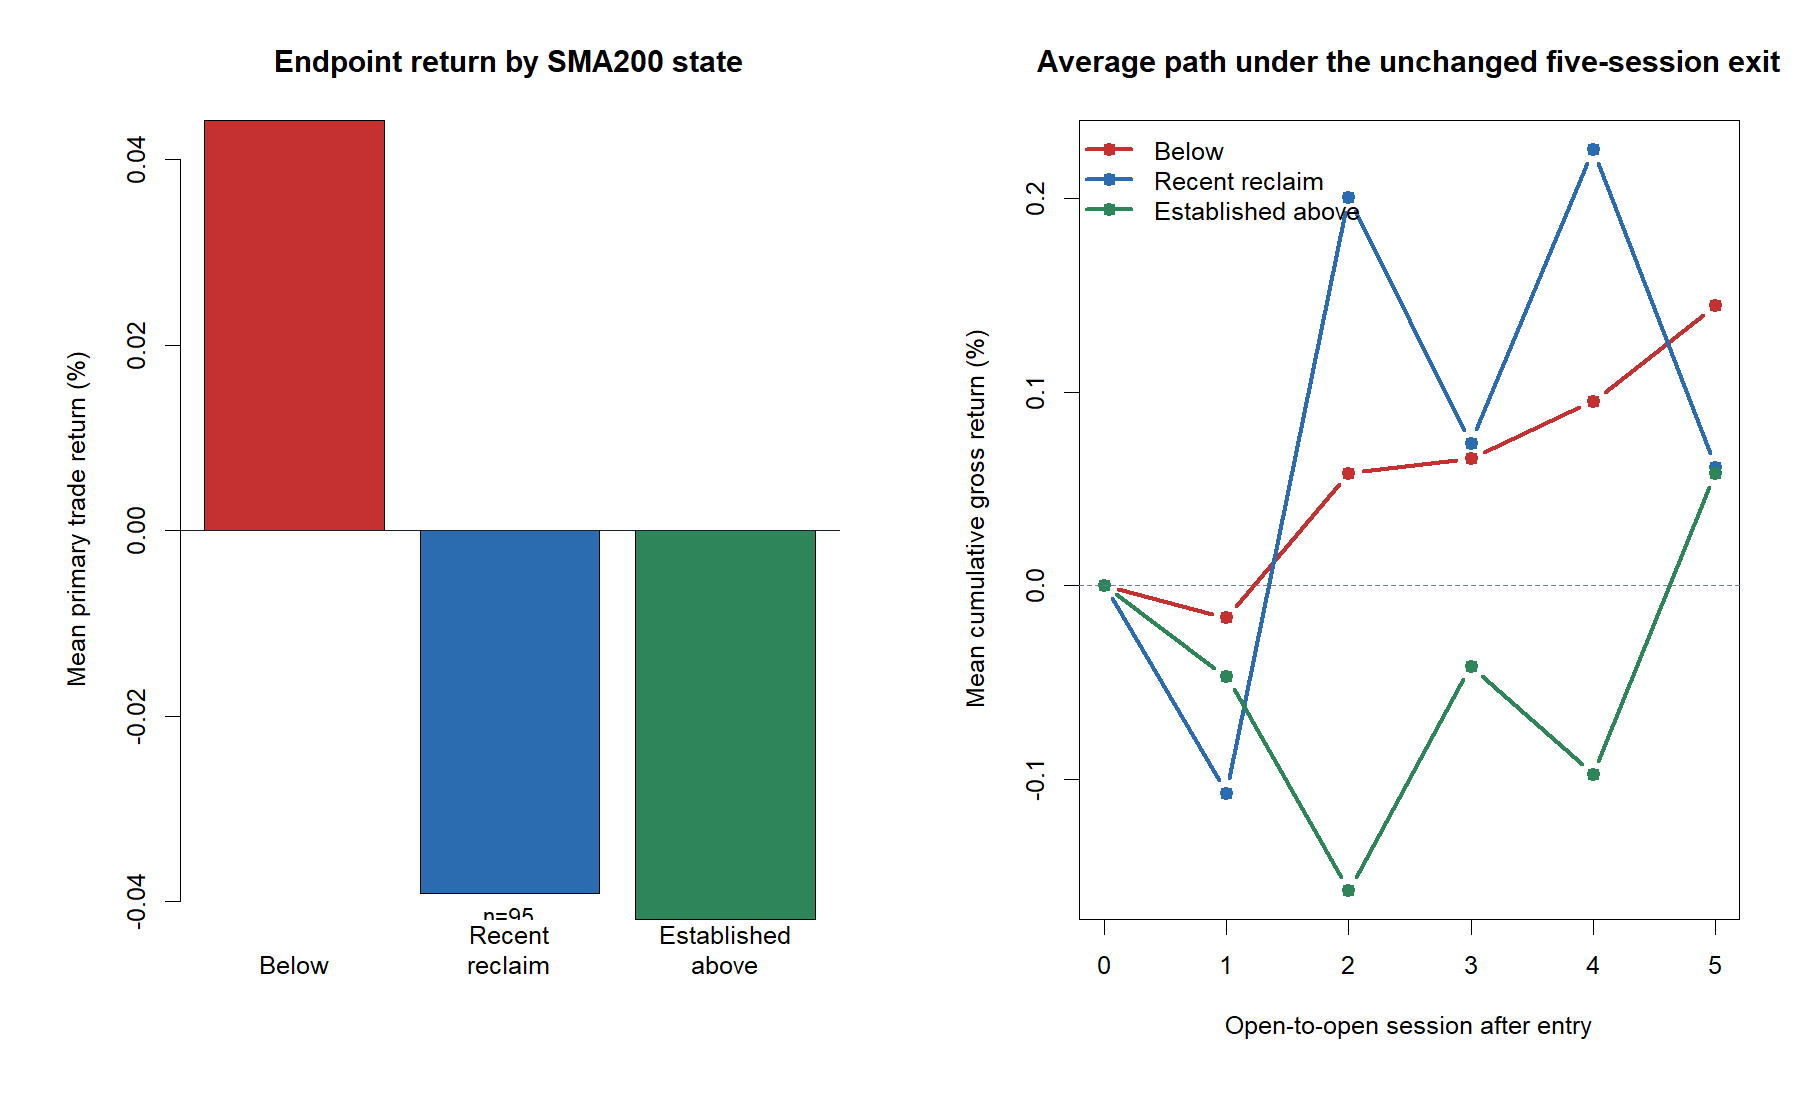 Endpoint return by SMA200 state
Mean primary trade return (%)
0.04
0.02
0.00
-0.02
-0.04
n=95
Below
Recent
reclaim
Established
above
Average path under the unchanged five-session exit
Below
Recent reclaim
Established above
Mean cumulative gross return (%)
0.2
0.1
0.0
-0.1
0
1
2
3
4
5
Open-to-open session after entry